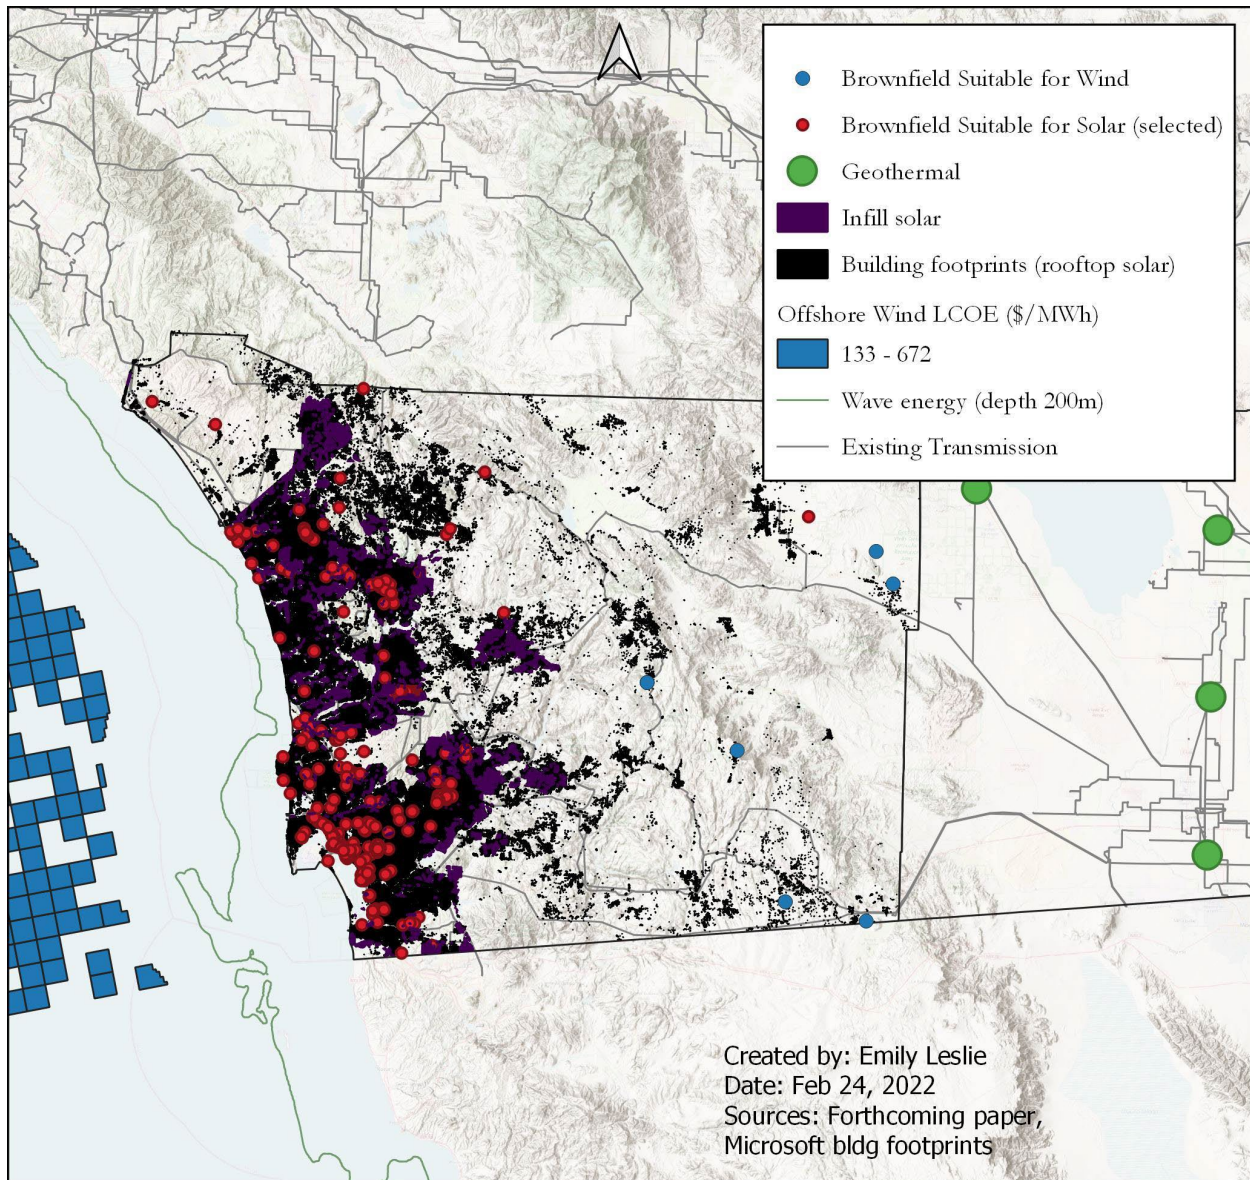 Brownfield Suitable for Wind
Brownfield Suitable for Solar (selected)
Geothermal
Infill solar
Building footprints (rooftop solar)
Offshore Wind LCOE ($/MWh)
133 - 672
Wave energy (depth 200m)
Existing Transmission
Created by: Emily Leslie
Date: Feb 24, 2022
Sources: Forthcoming paper,
Microsoft bldg footprints